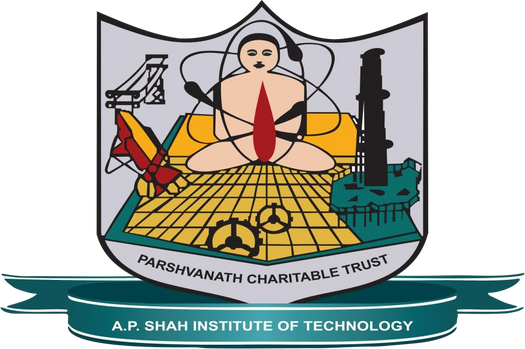 PARSHVANATH CHARITABLE TRUST
A.P. SHAH INSTITUTE OF TECHNOLOGY